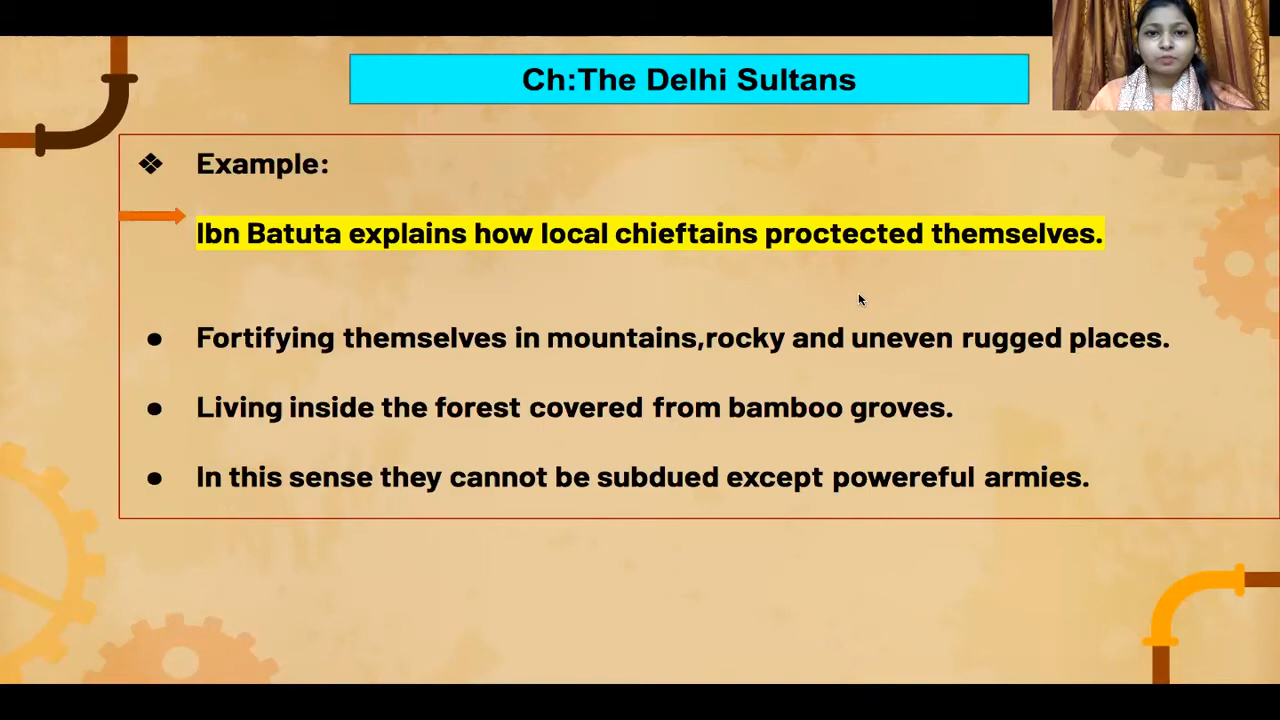 Ch:The Delhi Sultans
❖ Example:
Ibn Batuta explains how local chieftains proctected themselves.
● Fortifying themselves in mountains,rocky and uneven rugged places.
● Living inside the forest covered from bamboo groves.
● In this sense they cannot be subdued except powereful armies.